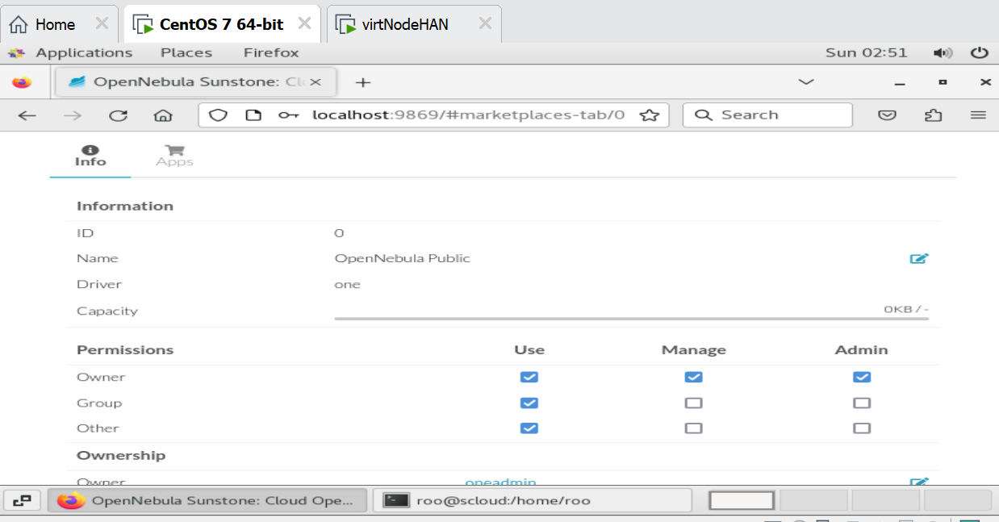 Home CentOS 7 64-bit virtNodeHAN
Applications Places Firefox Sun 02:51
OpenNebula Sunstone: Clo
localhost:9869/#marketplaces-tab/0 Search
Info Apps
Information
ID 0
Name OpenNebula Public
Driver one
Capacity 0KB / -
Permissions Use Manage Admin
Owner
Group
Other
Ownership
Owner oneadmin
OpenNebula Sunstone: Cloud Ope... roo@scloud:/home/roo